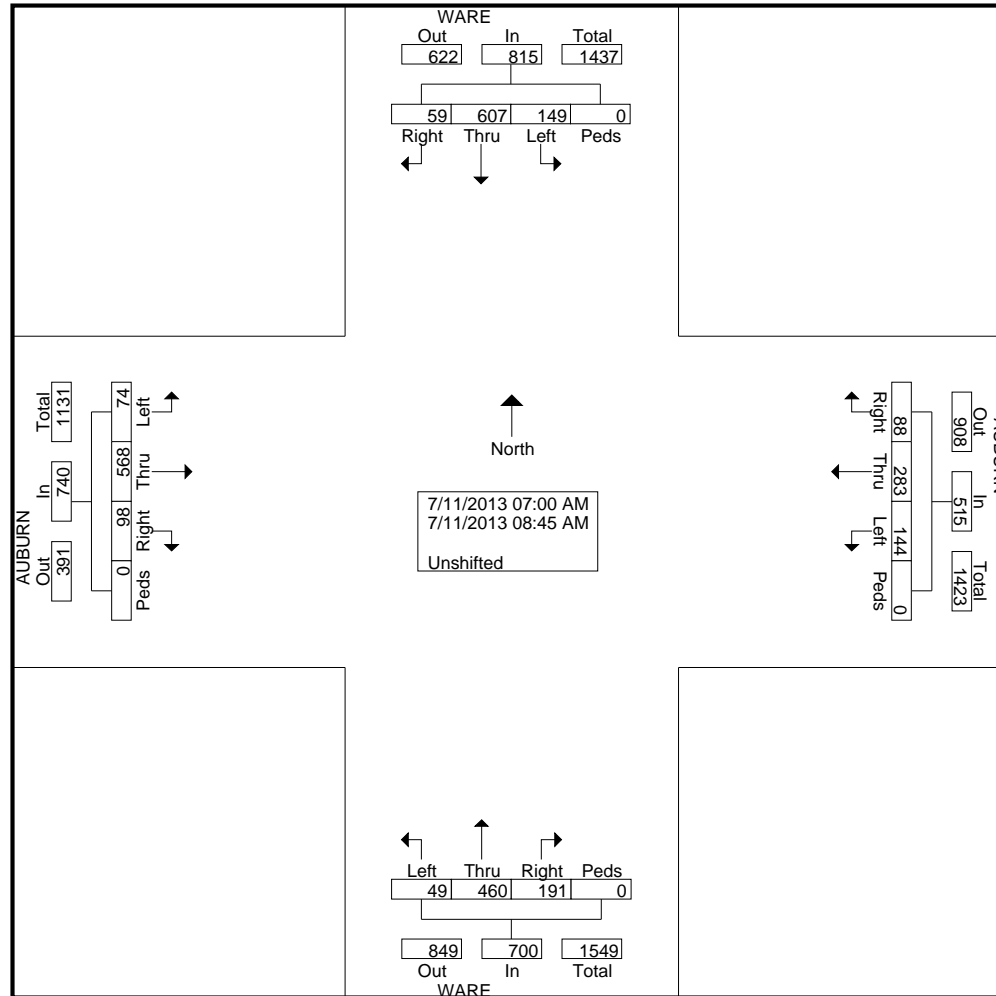 WARE
Out In Total
622 815 1437
59 607 149 0
Right Thru Left Peds
AUBURN
Total In Out
1131 740 391
74 568 98 0
Left Thru Right Peds
North
7/11/2013 07:00 AM
7/11/2013 08:45 AM
Unshifted
AUBURN
Out In Total
908 515 1423
88 283 144 0
Right Thru Left Peds
Left Thru Right Peds
49 460 191 0
849 700 1549
Out In Total
WARE